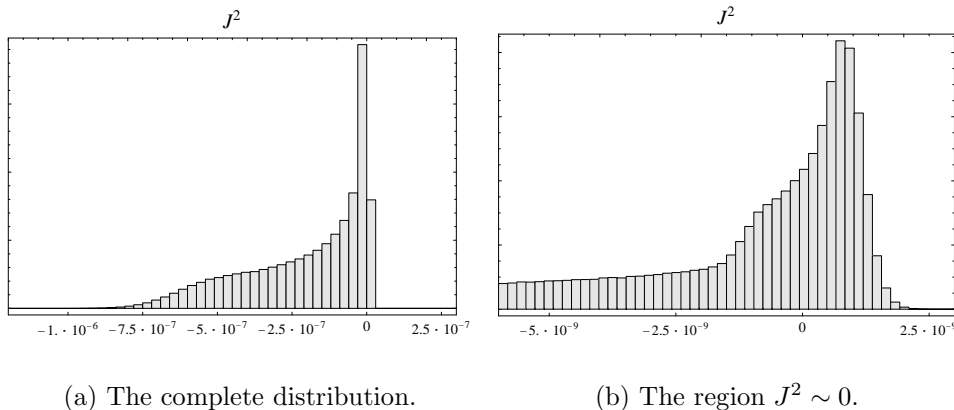 J² J²
−1. · 10⁻⁶ −7.5 · 10⁻⁷ −5. · 10⁻⁷ −2.5 · 10⁻⁷ 0 2.5 · 10⁻⁷ −5. · 10⁻⁹ −2.5 · 10⁻⁹ 0 2.5 · 10⁻⁹
(a) The complete distribution. (b) The region J² ∼ 0.